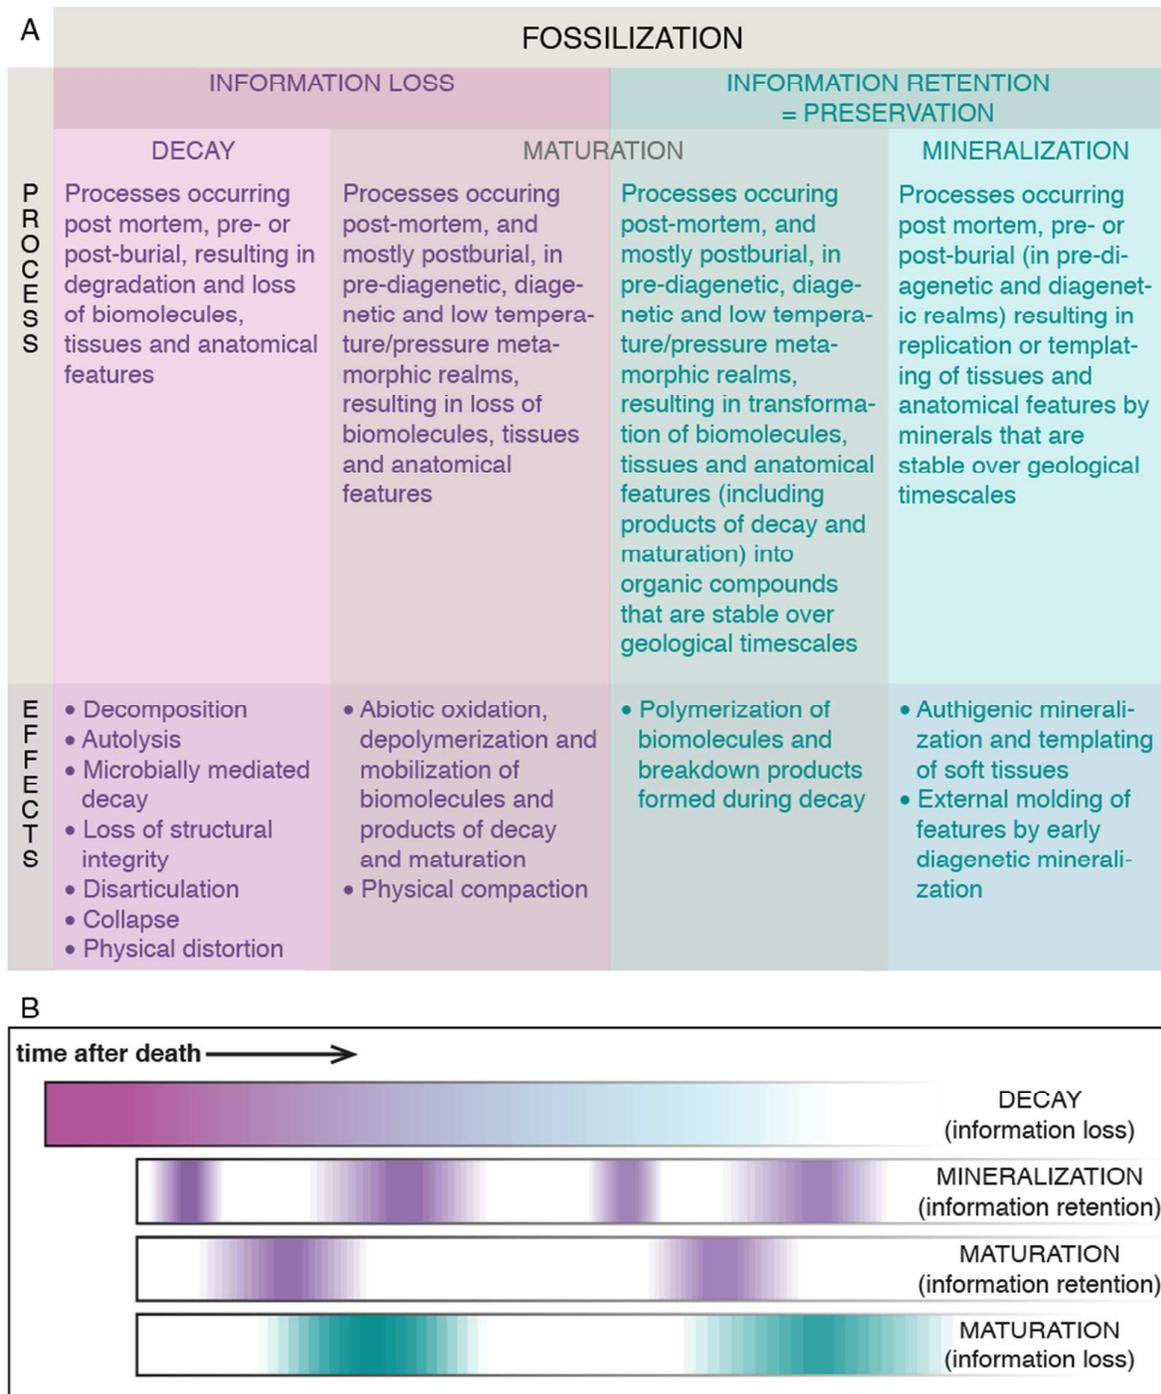 A
FOSSILIZATION
INFORMATION LOSS
INFORMATION RETENTION
= PRESERVATION
DECAY
MATURATION
MINERALIZATION
PROCESS
Processes occurring
post mortem, pre- or
post-burial, resulting in
degradation and loss
of biomolecules,
tissues and anatomical
features
Processes occuring
post-mortem, and
mostly postburial, in
pre-diagenetic, diage-
netic and low tempera-
ture/pressure meta-
morphic realms,
resulting in loss of
biomolecules, tissues
and anatomical
features
Processes occuring
post-mortem, and
mostly postburial, in
pre-diagenetic, diage-
netic and low tempera-
ture/pressure meta-
morphic realms,
resulting in transforma-
tion of biomolecules,
tissues and anatomical
features (including
products of decay and
maturation) into
organic compounds
that are stable over
geological timescales
Processes occurring
post mortem, pre- or
post-burial (in pre-di-
agenetic and diagenet-
ic realms) resulting in
replication or templat-
ing of tissues and
anatomical features by
minerals that are
stable over geological
timescales
EFFECTS
• Decomposition
• Autolysis
• Microbially mediated
decay
• Loss of structural
integrity
• Disarticulation
• Collapse
• Physical distortion
• Abiotic oxidation,
depolymerization and
mobilization of
biomolecules and
products of decay
and maturation
• Physical compaction
• Polymerization of
biomolecules and
breakdown products
formed during decay
• Authigenic minerali-
zation and templating
of soft tissues
• External molding of
features by early
diagenetic minerali-
zation
B
time after death
DECAY
(information loss)
MINERALIZATION
(information retention)
MATURATION
(information retention)
MATURATION
(information loss)